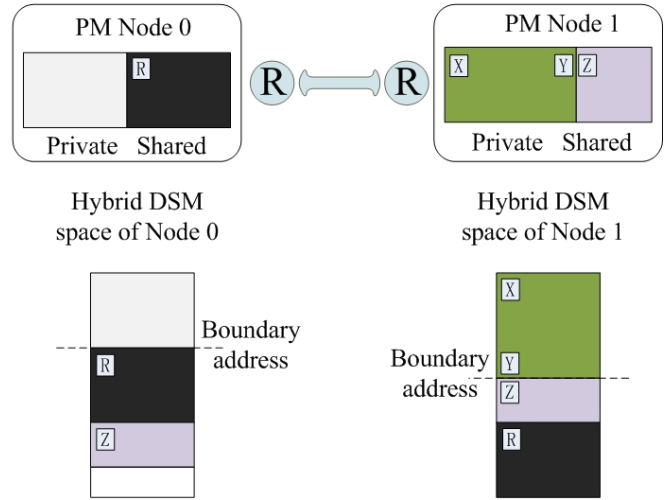 PM Node 0
R
Private Shared
R
R
PM Node 1
X
Y
Z
Private Shared
Hybrid DSM
space of Node 0
Boundary
address
R
Z
Hybrid DSM
space of Node 1
X
Boundary
address
Y
Z
R